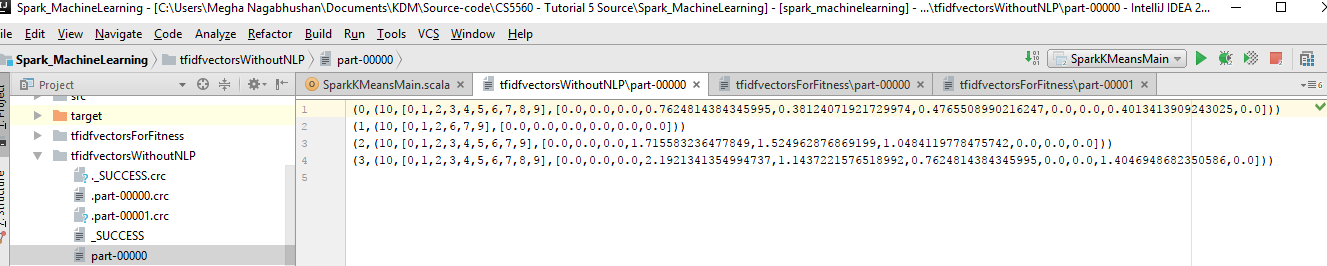 Spark_MachineLearning - [C:\Users\Megha Nagabhushan\Documents\KDM\Source-code\CS5560 - Tutorial 5 Source\Spark_MachineLearning] - [spark_machinelearning] - ...\tfidfvectorsWithoutNLP\part-00000 - IntelliJ IDEA 2...
ile Edit View Navigate Code Analyze Refactor Build Run Tools VCS Window Help
Spark_MachineLearning tfidfvectorsWithoutNLP part-00000 SparkKMeansMain
Project SparkKMeansMain.scala tfidfvectorsWithoutNLP\part-00000 tfidfvectorsForFitness\part-00000 tfidfvectorsForFitness\part-00001 6
src
target
tfidfvectorsForFitness
tfidfvectorsWithoutNLP
._SUCCESS.crc
.part-00000.crc
.part-00001.crc
_SUCCESS
part-00000
1: Project
Z: Structure
1 (0,(10,[0,1,2,3,4,5,6,7,8,9],[0.0,0.0,0.0,0.7624814384345995,0.38124071921729974,0.4765508990216247,0.0,0.0,0.4013413909243025,0.0]))
2 (1,(10,[0,1,2,6,7,9],[0.0,0.0,0.0,0.0,0.0,0.0]))
3 (2,(10,[0,1,2,3,4,5,6,7,9],[0.0,0.0,0.0,1.715583236477849,1.524962876869199,1.0484119778475742,0.0,0.0,0.0]))
4 (3,(10,[0,1,2,3,4,5,6,7,8,9],[0.0,0.0,0.0,2.1921341354994737,1.1437221576518992,0.7624814384345995,0.0,0.0,1.4046948682350586,0.0]))
5